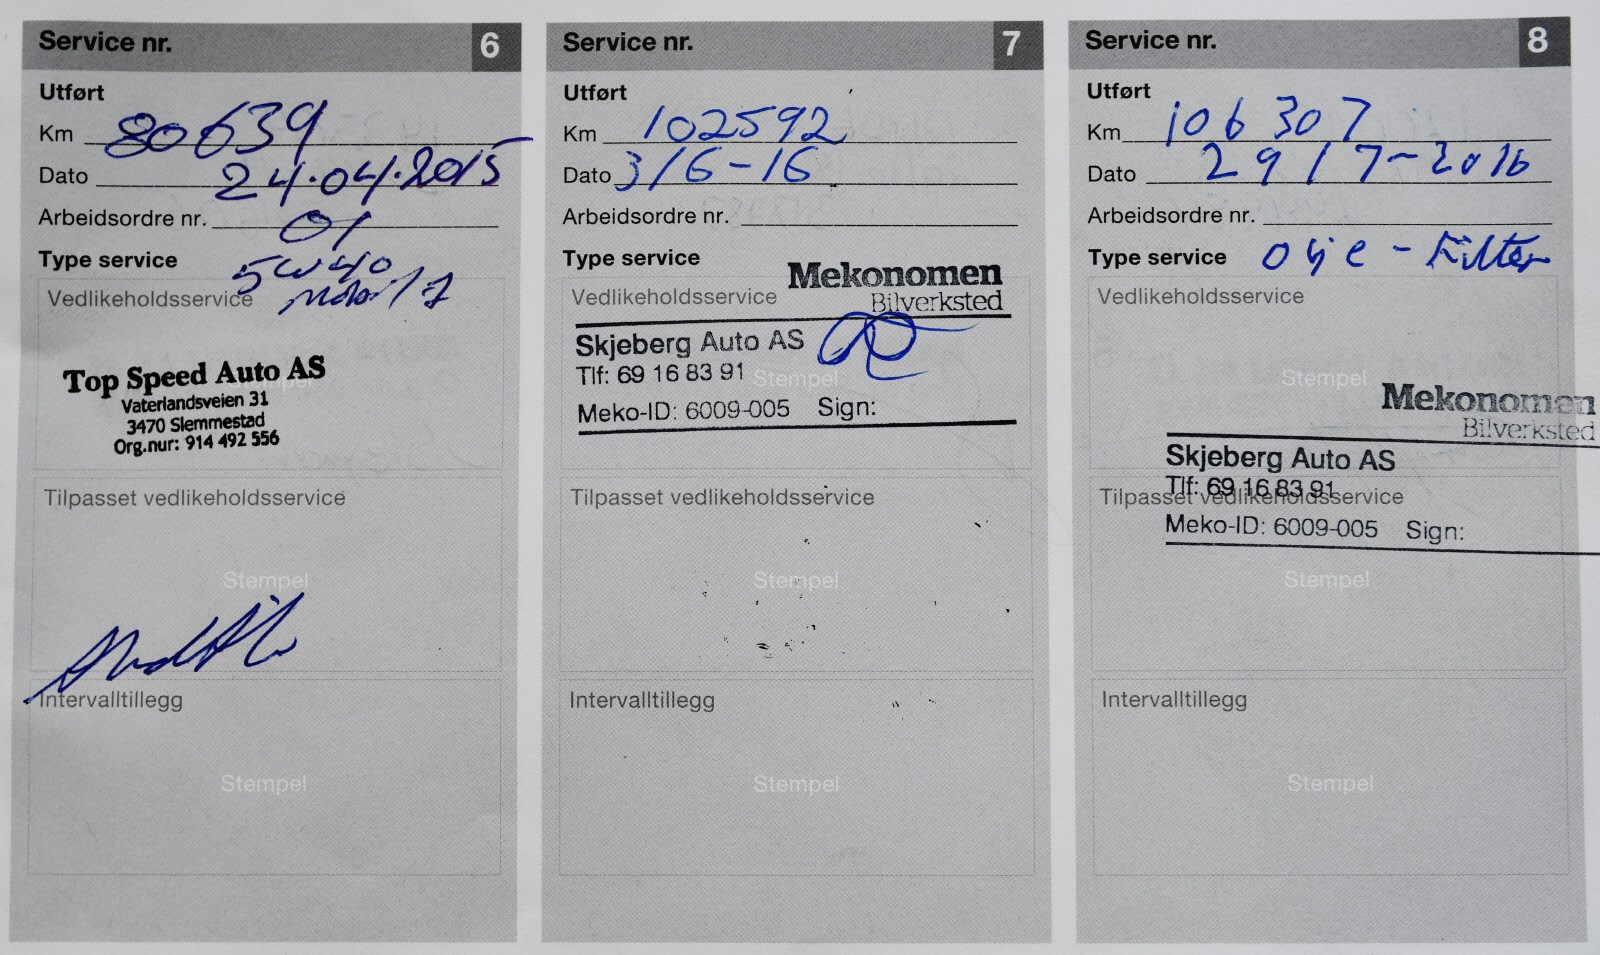 Service nr. 6
Utført
Km 80639
Dato 24.04.2015
Arbeidsordre nr. 01
Type service
5W40
Vedlikeholdsservice
Top Speed Auto AS
Stempel
Vaterlandsveien 31
3470 Slemmestad
Org.nur: 914 492 556
Tilpasset vedlikeholdsservice
Stempel
Intervalltillegg
Stempel
Service nr. 7
Utført
Km 102592
Dato 3/6-16
Arbeidsordre nr.
Type service
Mekonomen
Vedlikeholdsservice
Bilverksted
Skjeberg Auto AS
Tlf: 69 16 83 91
Stempel
Meko-ID: 6009-005 Sign:
Tilpasset vedlikeholdsservice
Stempel
Intervalltillegg
Stempel
Service nr. 8
Utført
Km 106307
Dato 29/7-2016
Arbeidsordre nr.
Type service olje - Filter
Vedlikeholdsservice
Stempel
Mekonomen
Bilverksted
Skjeberg Auto AS
Tlf: 69 16 83 91
Tilpasset vedlikeholdsservice
Meko-ID: 6009-005 Sign:
Stempel
Intervalltillegg
Stempel